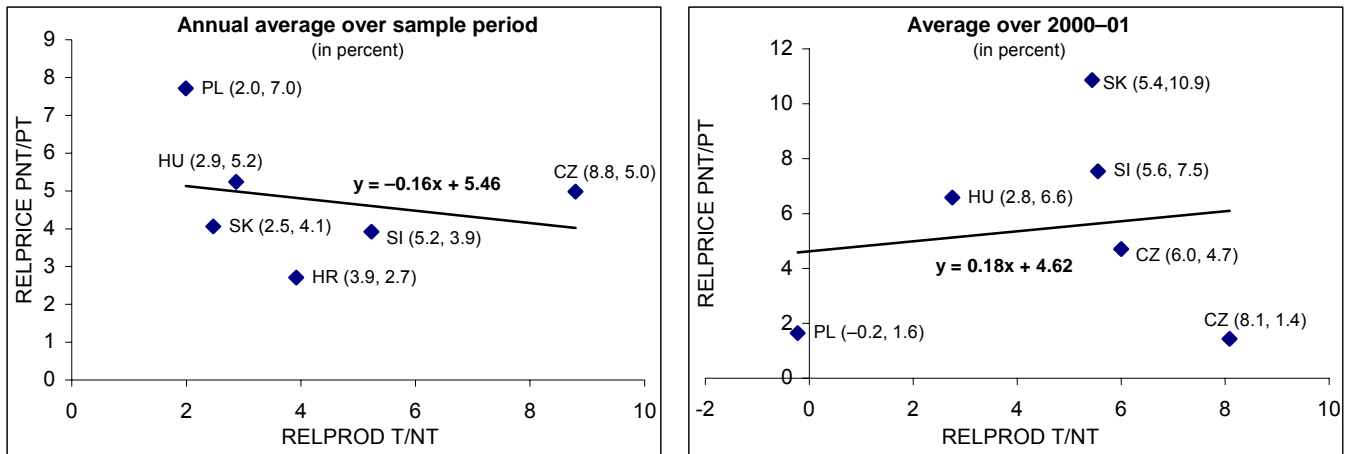 Annual average over sample period
(in percent)
RELPRICE PNT/PT
9
8
7
6
5
4
3
2
1
0
PL (2.0, 7.0)
HU (2.9, 5.2)
CZ (8.8, 5.0)
y = –0.16x + 5.46
SK (2.5, 4.1)
SI (5.2, 3.9)
HR (3.9, 2.7)
0 2 4 6 8 10
RELPROD T/NT
Average over 2000–01
(in percent)
RELPRICE PNT/PT
12
10
8
6
4
2
0
SK (5.4,10.9)
SI (5.6, 7.5)
HU (2.8, 6.6)
CZ (6.0, 4.7)
y = 0.18x + 4.62
CZ (8.1, 1.4)
PL (–0.2, 1.6)
-2 0 2 4 6 8 10
RELPROD T/NT